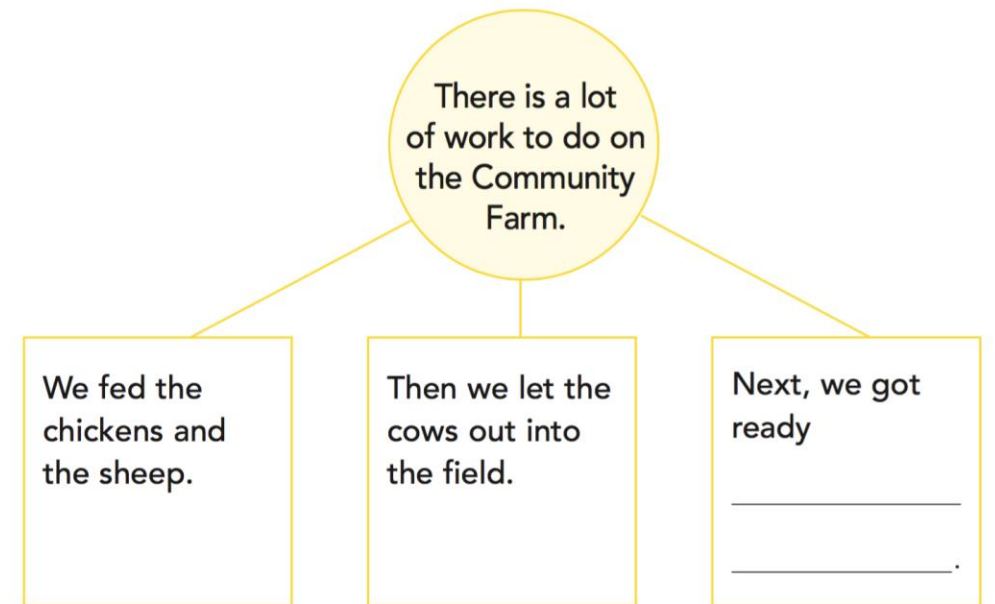 There is a lot
of work to do on
the Community
Farm.
We fed the
chickens and
the sheep.
Then we let the
cows out into
the field.
Next, we got
ready
.